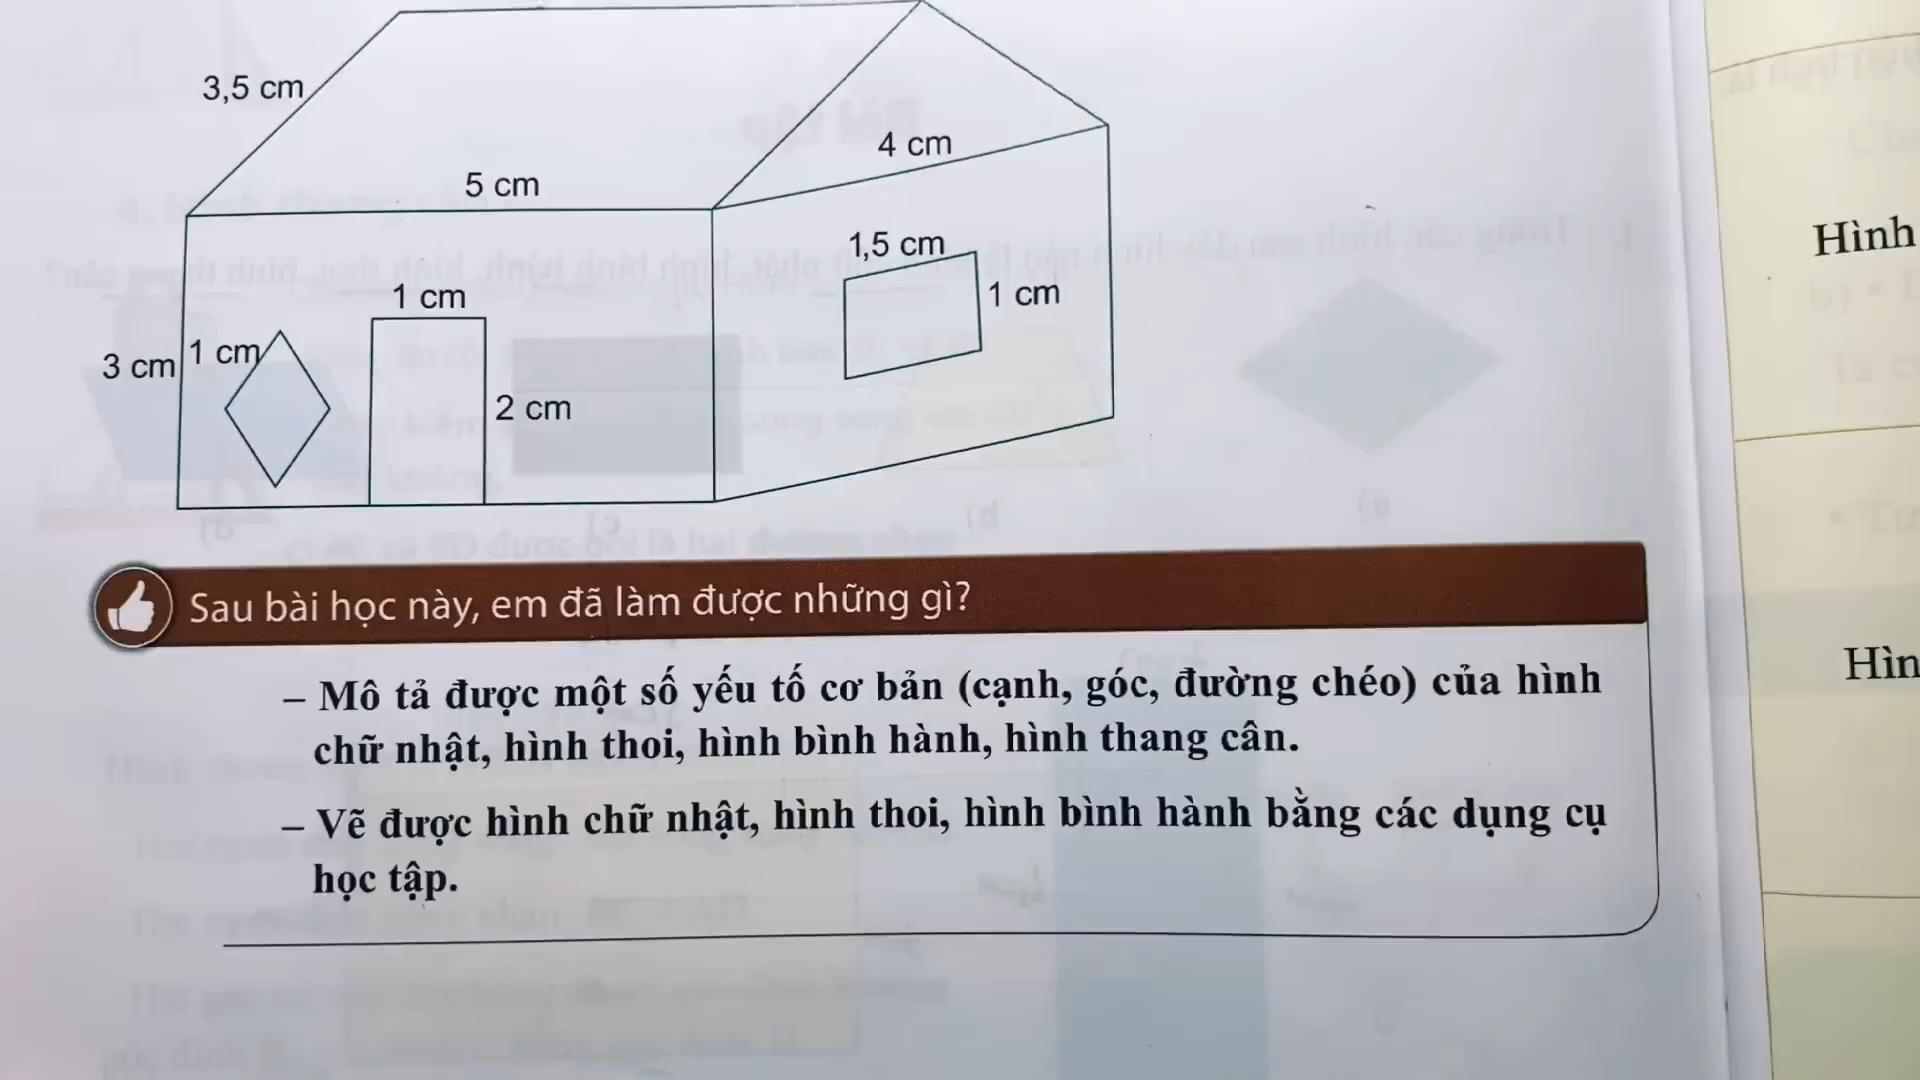 3,5 cm
4 cm
5 cm
1,5 cm
1 cm
1 cm
3 cm
1 cm
2 cm
Hình
Sau bài học này, em đã làm được những gì?
Hìn
– Mô tả được một số yếu tố cơ bản (cạnh, góc, đường chéo) của hình
chữ nhật, hình thoi, hình bình hành, hình thang cân.
– Vẽ được hình chữ nhật, hình thoi, hình bình hành bằng các dụng cụ
học tập.